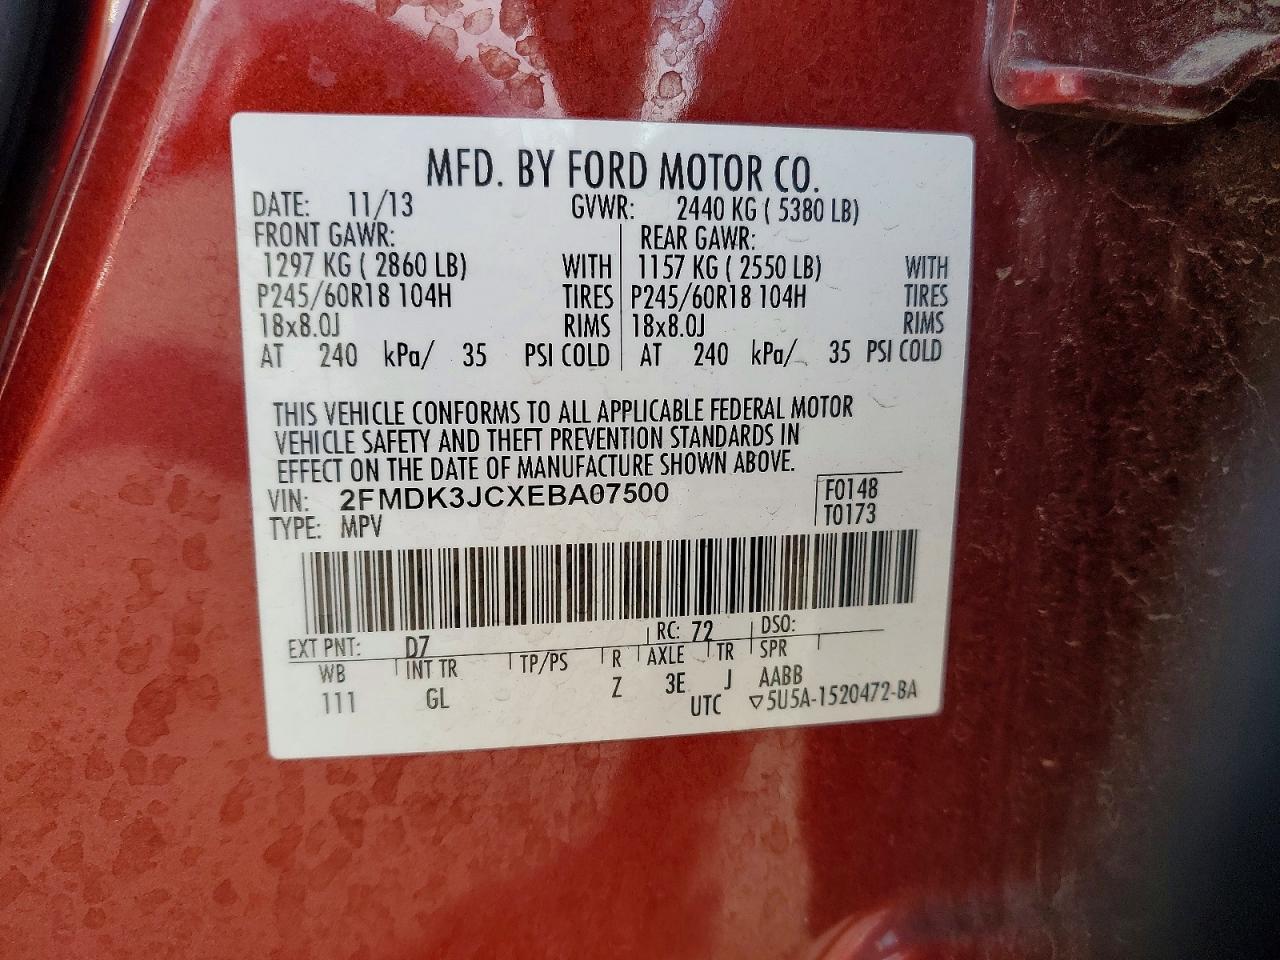 MFD. BY FORD MOTOR CO.
DATE: 11/13 GVWR: 2440 KG ( 5380 LB)
FRONT GAWR: REAR GAWR:
1297 KG ( 2860 LB) WITH 1157 KG ( 2550 LB) WITH
P245/60R18 104H TIRES P245/60R18 104H TIRES
18x8.0J RIMS 18x8.0J RIMS
AT 240 kPa/ 35 PSI COLD AT 240 kPa/ 35 PSI COLD
THIS VEHICLE CONFORMS TO ALL APPLICABLE FEDERAL MOTOR
VEHICLE SAFETY AND THEFT PREVENTION STANDARDS IN
EFFECT ON THE DATE OF MANUFACTURE SHOWN ABOVE.
VIN: 2FMDK3JCXEBA07500 F0148
TYPE: MPV T0173
EXT PNT: D7 RC: 72 DSO:
WB INT TR TP/PS R AXLE TR SPR
111 GL Z 3E J AABB
UTC ▽5U5A-1520472-BA